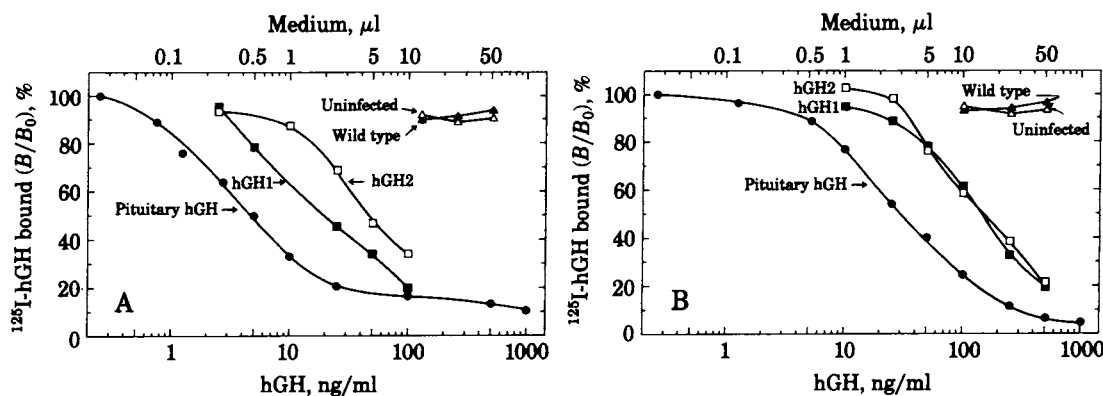 Medium, μl
0.1 0.5 1 5 10 50
100
80
60
40
20
0
¹²⁵I-hGH bound (B/B₀), %
Uninfected
Wild type
hGH1
hGH2
Pituitary hGH
A
1 10 100 1000
hGH, ng/ml
Medium, μl
0.1 0.5 1 5 10 50
100
80
60
40
20
0
¹²⁵I-hGH bound (B/B₀), %
hGH2
hGH1
Wild type
Uninfected
Pituitary hGH
B
1 10 100 1000
hGH, ng/ml